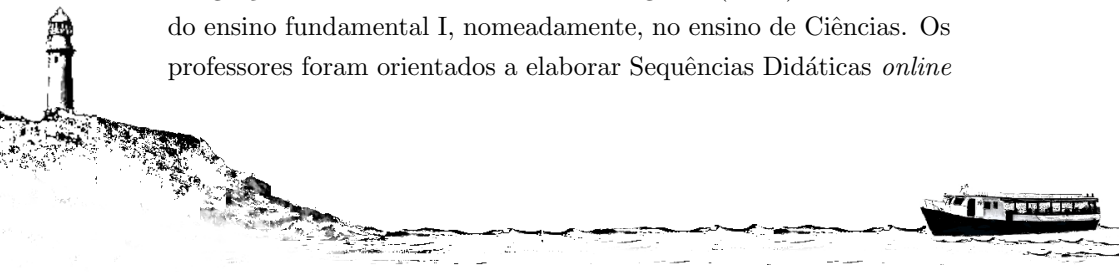 do ensino fundamental I, nomeadamente, no ensino de Ciências. Os
professores foram orientados a elaborar Sequências Didáticas online